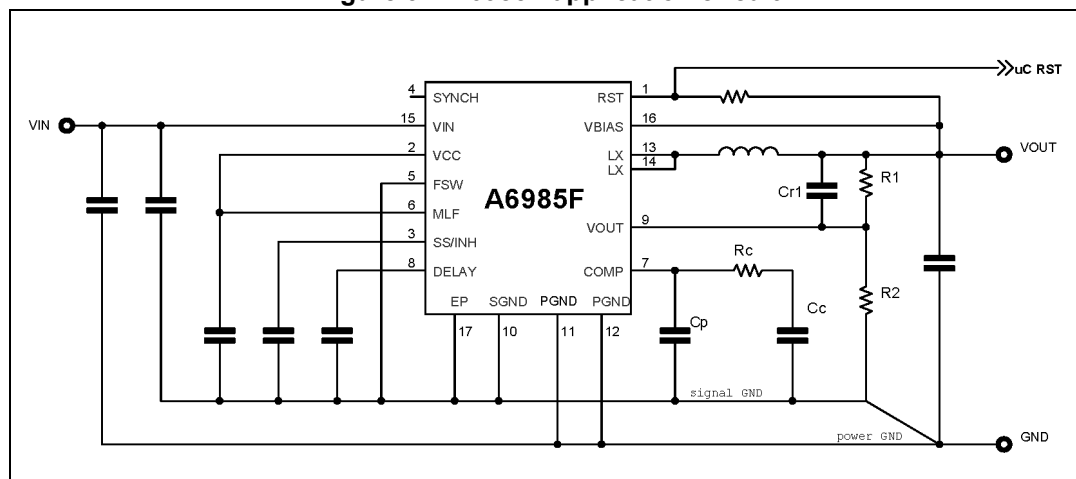 uC RST
4
SYNCH
RST
1
VIN
15
VIN
VBIAS
16
2
VCC
LX
13
VOUT
LX
14
5
FSW
R1
A6985F
Cr1
6
MLF
VOUT
9
3
SS/INH
Rc
8
DELAY
COMP
7
R2
EP
SGND
PGND
PGND
Cc
Cp
17
10
11
12
signal GND
power GND
GND